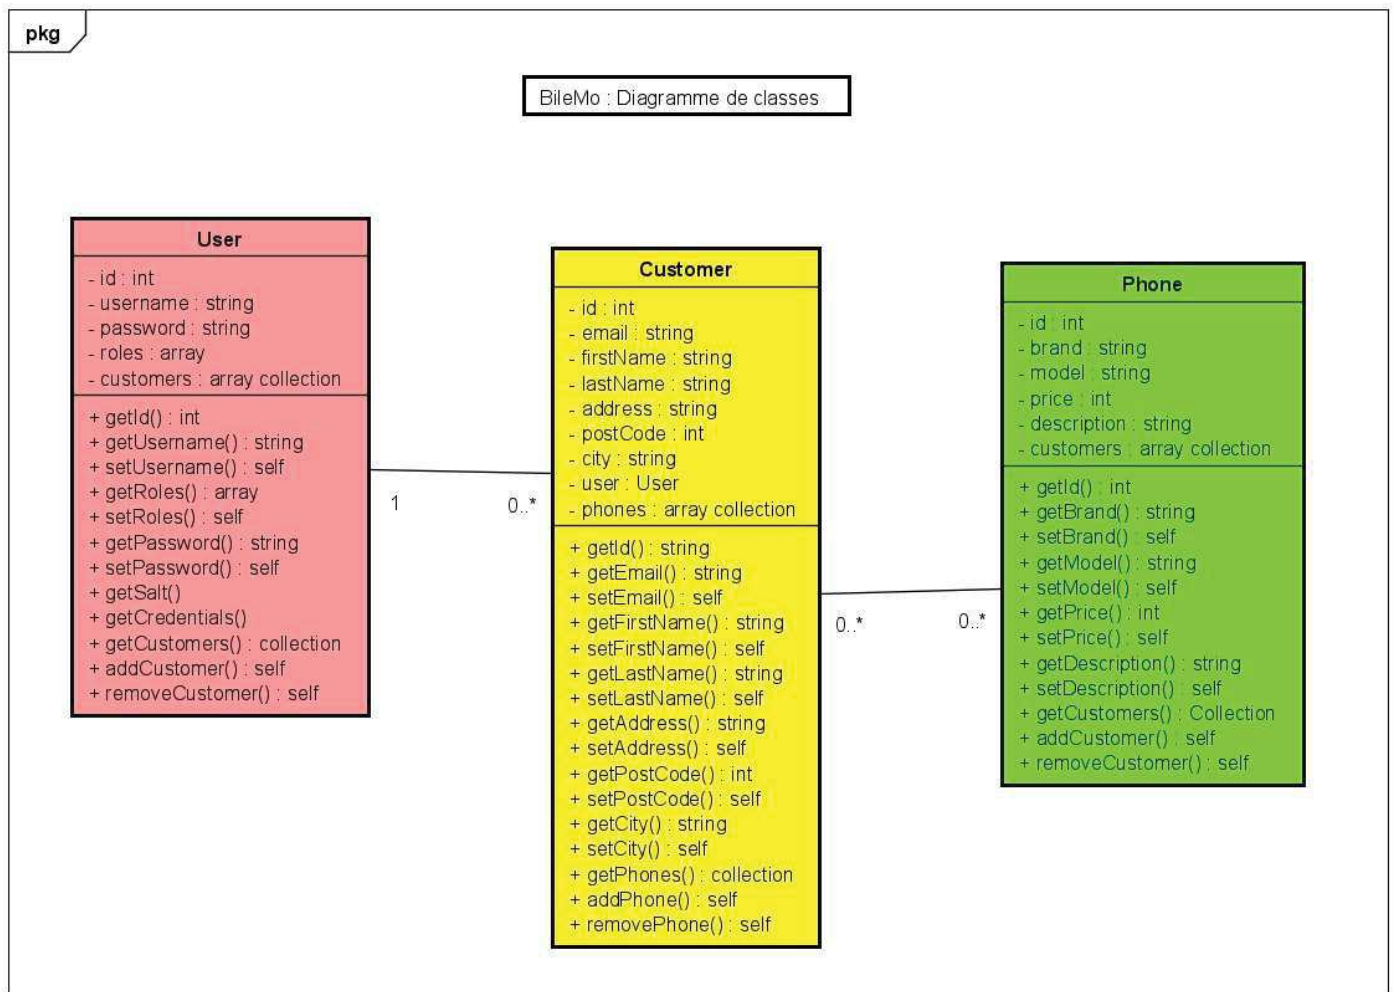 pkg
BileMo : Diagramme de classes
User
- id : int
- username : string
- password : string
- roles : array
- customers : array collection
+ getId() : int
+ getUsername() : string
+ setUsername() : self
+ getRoles() : array
+ setRoles() : self
+ getPassword() : string
+ setPassword() : self
+ getSalt()
+ getCredentials()
+ getCustomers() : collection
+ addCustomer() : self
+ removeCustomer() : self
1
0..*
Customer
- id : int
- email : string
- firstName : string
- lastName : string
- address : string
- postCode : int
- city : string
- user : User
- phones : array collection
+ getId() : string
+ getEmail() : string
+ setEmail() : self
+ getFirstName() : string
+ setFirstName() : self
+ getLastName() : string
+ setLastName() : self
+ getAddress() : string
+ setAddress() : self
+ getPostCode() : int
+ setPostCode() : self
+ getCity() : string
+ setCity() : self
+ getPhones() : collection
+ addPhone() : self
+ removePhone() : self
0..*
0..*
Phone
- id : int
- brand : string
- model : string
- price : int
- description : string
- customers : array collection
+ getId() : int
+ getBrand() : string
+ setBrand() : self
+ getModel() : string
+ setModel() : self
+ getPrice() : int
+ setPrice() : self
+ getDescription() : string
+ setDescription() : self
+ getCustomers() : Collection
+ addCustomer() : self
+ removeCustomer() : self